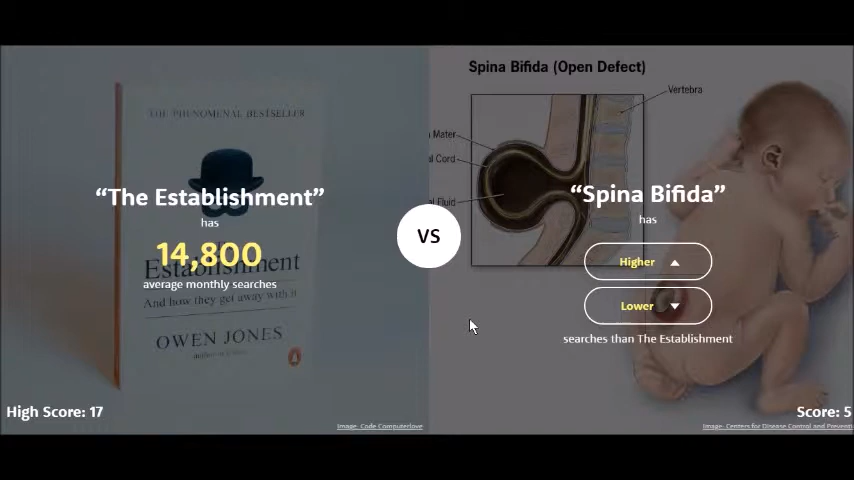 THE PHENOMENAL BESTSELLER
“The Establishment”
has
14,800
average monthly searches
Establishment
And how they get away with it
OWEN JONES
High Score: 17
Image: Code Computerlove
VS
Spina Bifida (Open Defect)
Vertebra
Mater
l Cord
l Fluid
“Spina Bifida”
has
Higher
Lower
searches than The Establishment
Score: 5
Image: Centers for Disease Control and Preventi